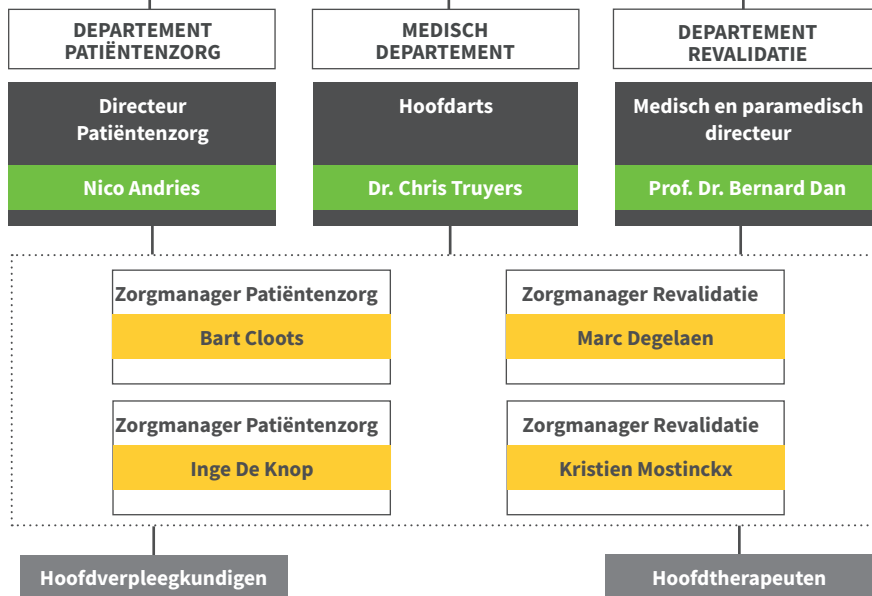 DEPARTEMENT
PATIËNTENZORG
MEDISCH
DEPARTEMENT
DEPARTEMENT
REVALIDATIE
Directeur
Patiëntenzorg
Hoofdarts
Medisch en paramedisch
directeur
Nico Andries
Dr. Chris Truyers
Prof. Dr. Bernard Dan
Zorgmanager Patiëntenzorg
Bart Cloots
Zorgmanager Revalidatie
Marc Degelaen
Zorgmanager Patiëntenzorg
Inge De Knop
Zorgmanager Revalidatie
Kristien Mostinckx
Hoofdverpleegkundigen
Hoofdtherapeuten